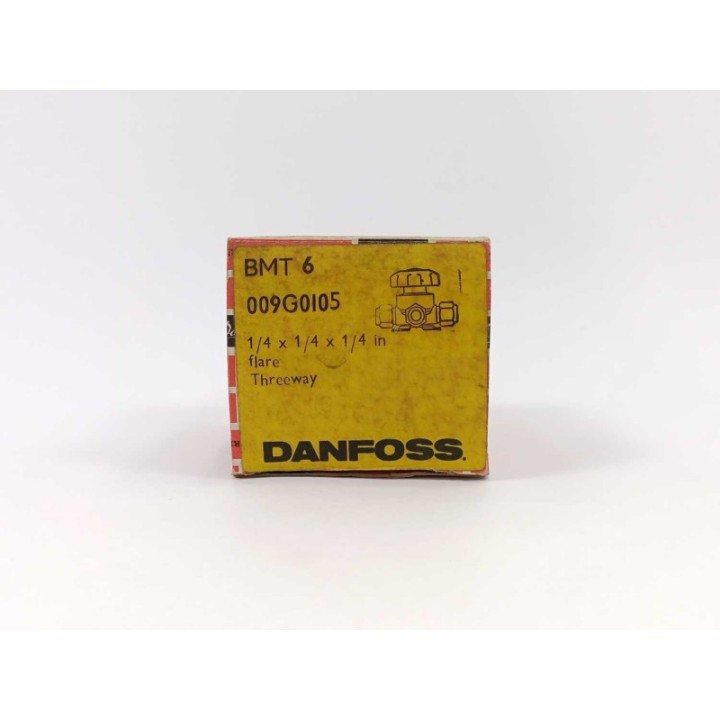 BMT 6
009G0105
1/4 x 1/4 x 1/4 in
flare
Threeway
DANFOSS.